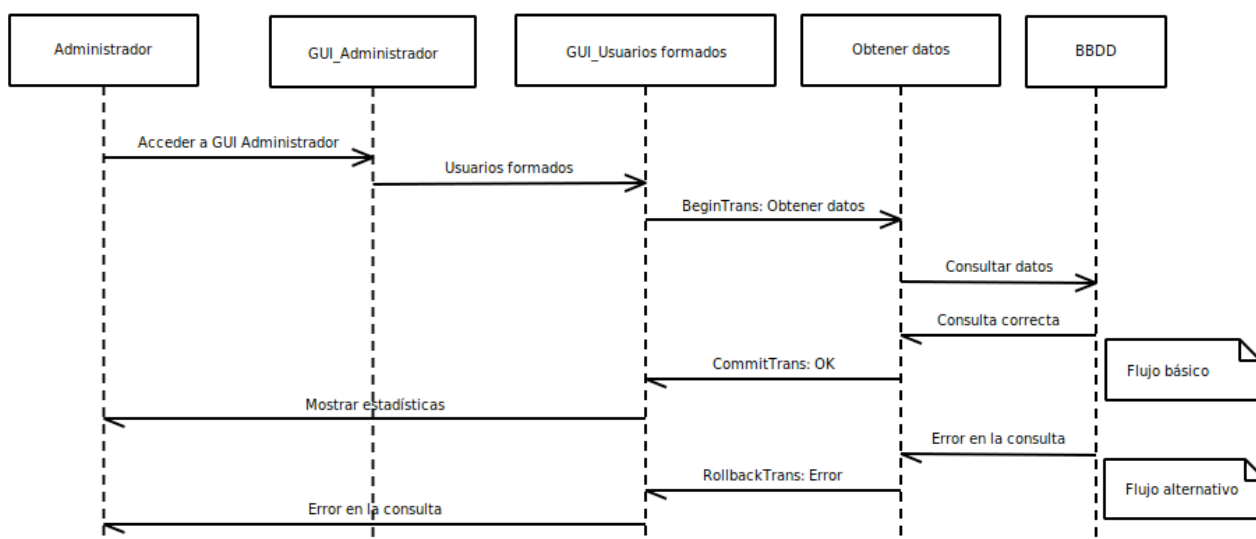 Administrador
GUI_Administrador
GUI_Usuarios formados
Obtener datos
BBDD
Acceder a GUI Administrador
Usuarios formados
BeginTrans: Obtener datos
Consultar datos
Consulta correcta
CommitTrans: OK
Flujo básico
Mostrar estadísticas
Error en la consulta
RollbackTrans: Error
Flujo alternativo
Error en la consulta